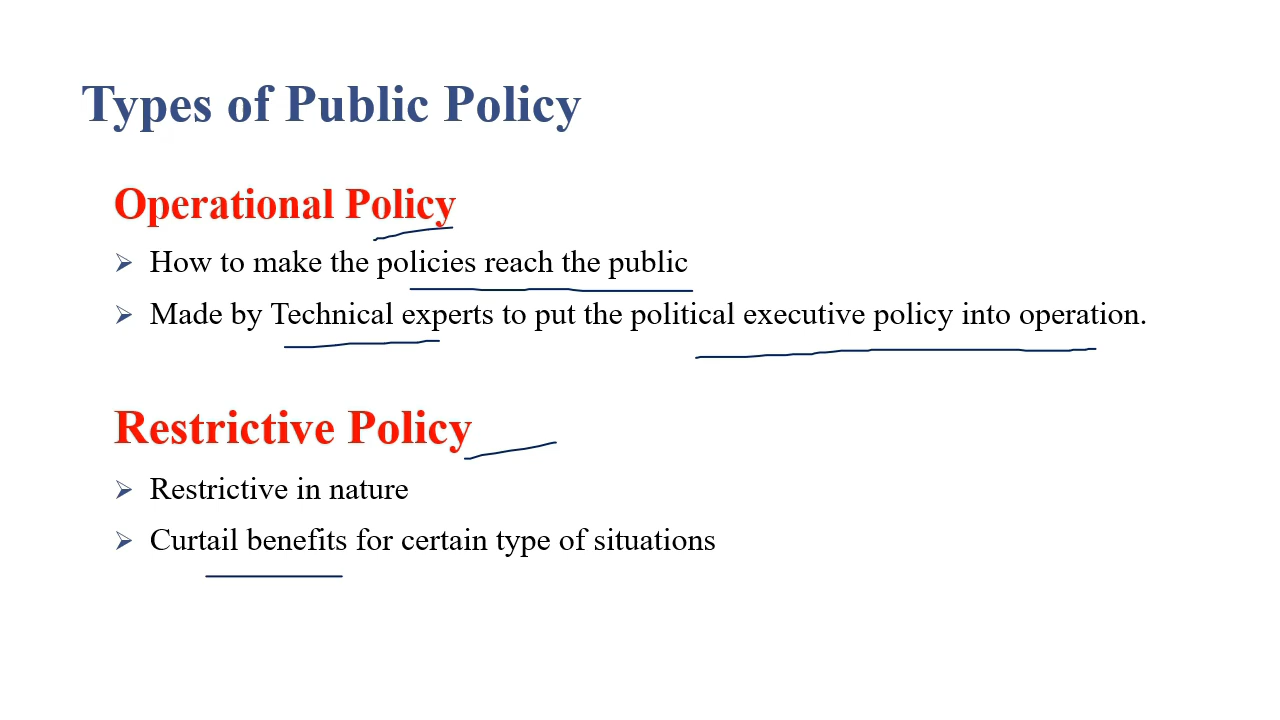 Types of Public Policy
Operational Policy
How to make the policies reach the public
Made by Technical experts to put the political executive policy into operation.
Restrictive Policy
Restrictive in nature
Curtail benefits for certain type of situations